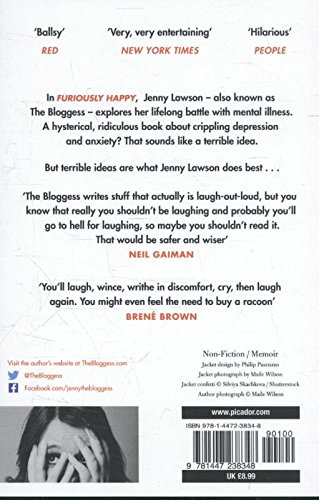 ‘Ballsy’ ‘Very, very entertaining’ ‘Hilarious’
RED NEW YORK TIMES PEOPLE
In FURIOUSLY HAPPY, Jenny Lawson – also known as
The Bloggess – explores her lifelong battle with mental illness.
A hysterical, ridiculous book about crippling depression
and anxiety? That sounds like a terrible idea.
But terrible ideas are what Jenny Lawson does best . . .
‘The Bloggess writes stuff that actually is laugh-out-loud, but you
know that really you shouldn’t be laughing and probably you’ll
go to hell for laughing, so maybe you shouldn’t read it.
That would be safer and wiser’
NEIL GAIMAN
‘You’ll laugh, wince, writhe in discomfort, cry, then laugh
again. You might even feel the need to buy a racoon’
BRENÉ BROWN
Visit the author’s website at TheBloggess.com
@TheBloggess
Facebook.com/jennythebloggess
Non-Fiction / Memoir
Jacket design by Philip Pascuzzo
Jacket photograph by Maile Wilson
Jacket confetti © Silviya Skachkova / Shutterstock
Author photograph © Maile Wilson
www.picador.com
ISBN 978-1-4472-3834-8
90100
9 781447 238348
UK £8.99